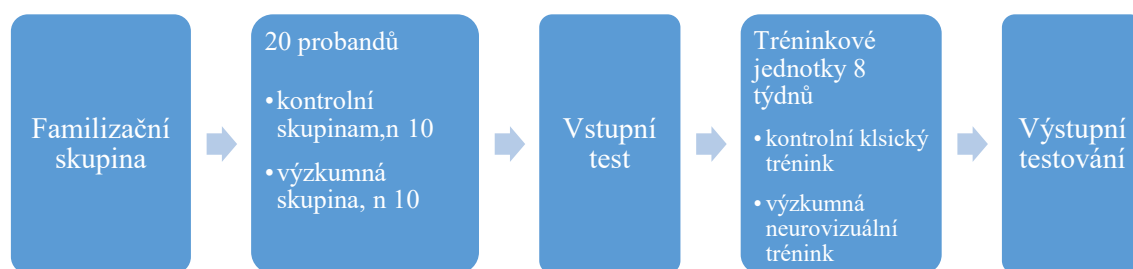 Familizační
skupina
20 probandů
•kontrolní
skupinam,n 10
•výzkumná
skupina, n 10
Vstupní
test
Tréninkové
jednotky 8
týdnů
•kontrolní klsický
trénink
•výzkumná
neurovizuální
trénink
Výstupní
testování